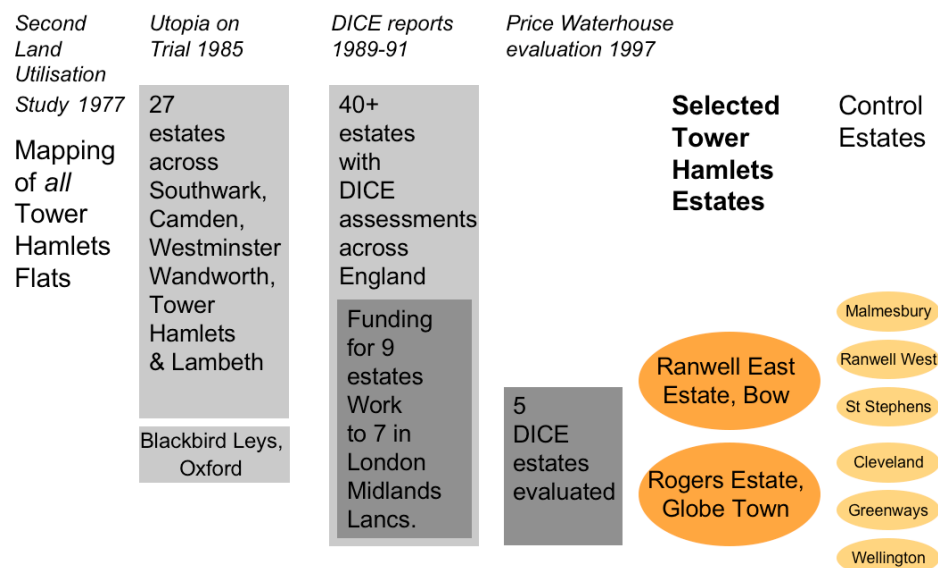 Second
Land
Utilisation
Study 1977
Mapping
of all
Tower
Hamlets
Flats
Utopia on
Trial 1985
27
estates
across
Southwark,
Camden,
Westminster
Wandworth,
Tower
Hamlets
& Lambeth
Blackbird Leys,
Oxford
DICE reports
1989-91
40+
estates
with
DICE
assessments
across
England
Funding
for 9
estates
Work
to 7 in
London
Midlands
Lancs.
Price Waterhouse
evaluation 1997
5
DICE
estates
evaluated
Selected
Tower
Hamlets
Estates
Ranwell East
Estate, Bow
Rogers Estate,
Globe Town
Control
Estates
Malmesbury
Ranwell West
St Stephens
Cleveland
Greenways
Wellington